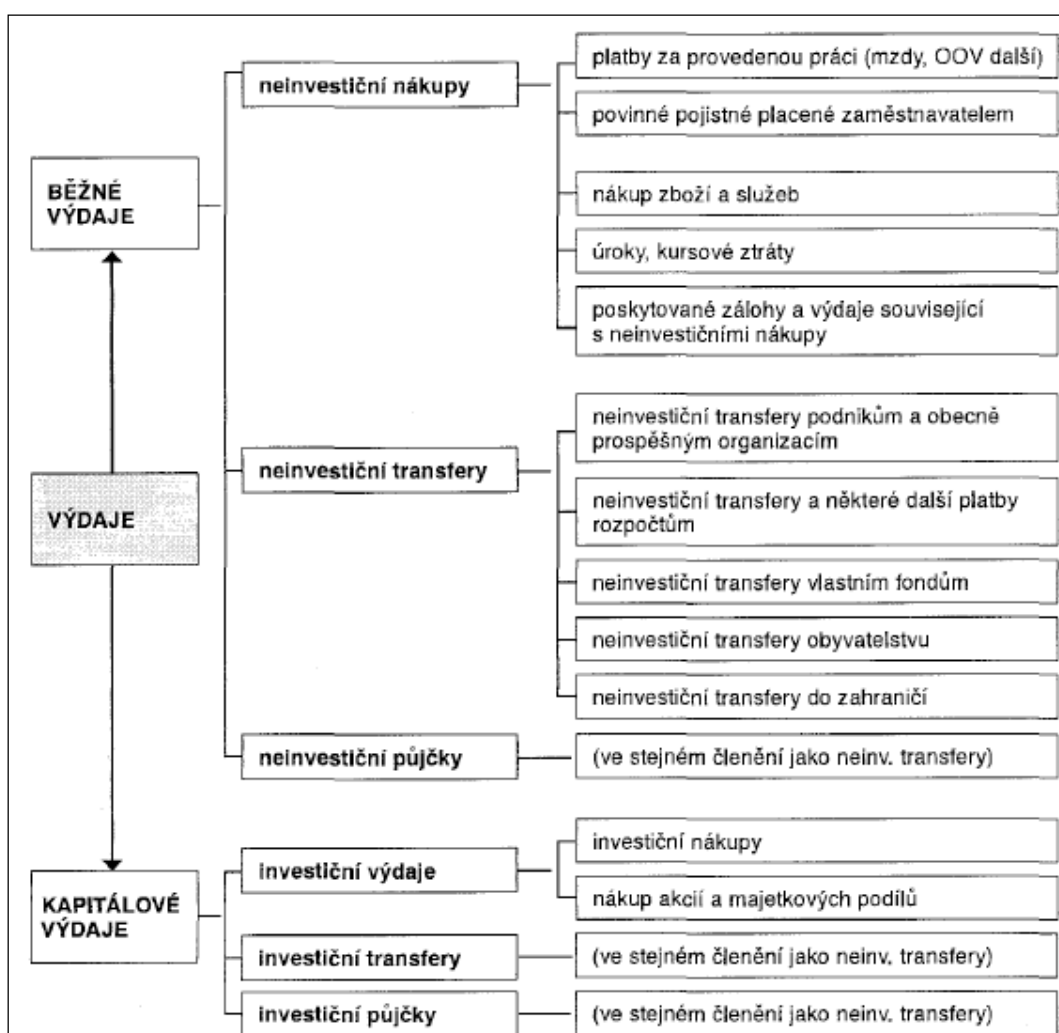 VÝDAJE
BĚŽNÉ
VÝDAJE
neinvestiční nákupy
platby za provedenou práci (mzdy, OOV další)
povinné pojistné placené zaměstnavatelem
nákup zboží a služeb
úroky, kursové ztráty
poskytované zálohy a výdaje související
s neinvestičními nákupy
neinvestiční transfery
neinvestiční transfery podnikům a obecně
prospěšným organizacím
neinvestiční transfery a některé další platby
rozpočtům
neinvestiční transfery vlastním fondům
neinvestiční transfery obyvatelstvu
neinvestiční transfery do zahraničí
neinvestiční půjčky
(ve stejném členění jako neinv. transfery)
KAPITÁLOVÉ
VÝDAJE
investiční výdaje
investiční nákupy
nákup akcií a majetkových podílů
investiční transfery
(ve stejném členění jako neinv. transfery)
investiční půjčky
(ve stejném členění jako neinv. transfery)